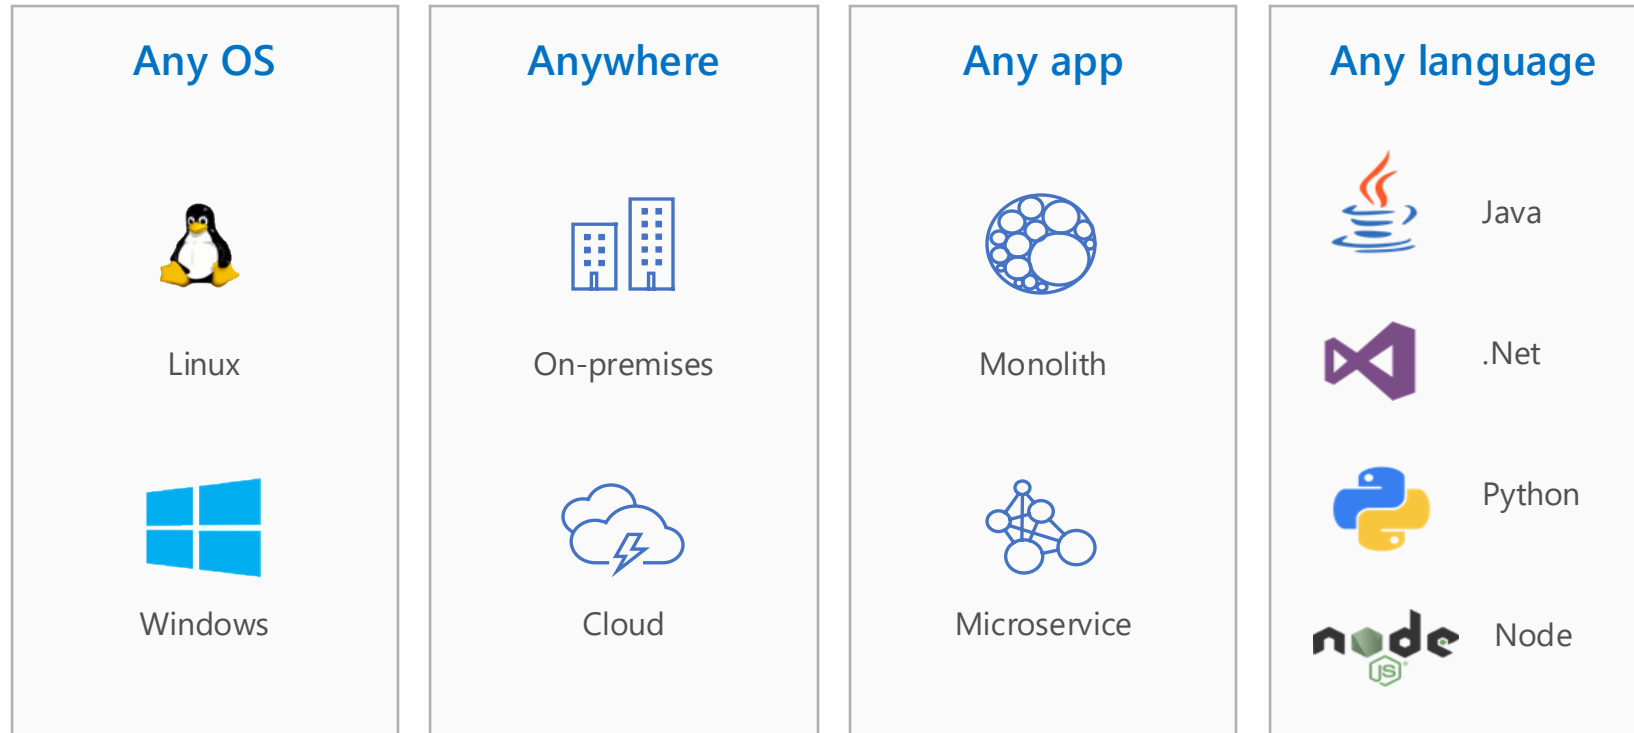 Any OS
Linux
Windows
Anywhere
On-premises
Cloud
Any app
Monolith
Microservice
Any language
Java
.Net
Python
node
JS
Node